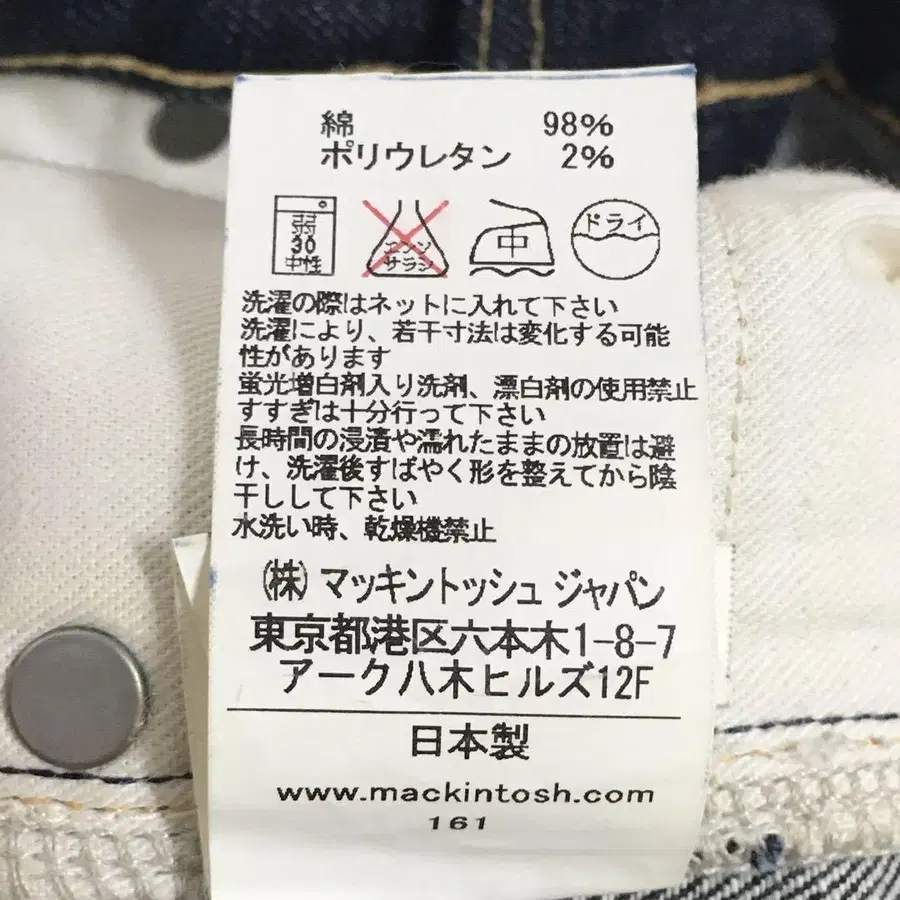 綿 98%
ポリウレタン 2%
弱
30
中性
エンソ
サラシ
中
ドライ
洗濯の際はネットに入れて下さい
洗濯により、若干寸法は変化する可能
性があります
蛍光増白剤入り洗剤、漂白剤の使用禁止
すすぎは十分行って下さい
長時間の浸漬や濡れたままの放置は避
け、洗濯後すばやく形を整えてから陰
干しして下さい
水洗い時、乾燥機禁止
㈱マッキントッシュ ジャパン
東京都港区六本木1-8-7
アーク八木ヒルズ12F
日本製
www.mackintosh.com
161